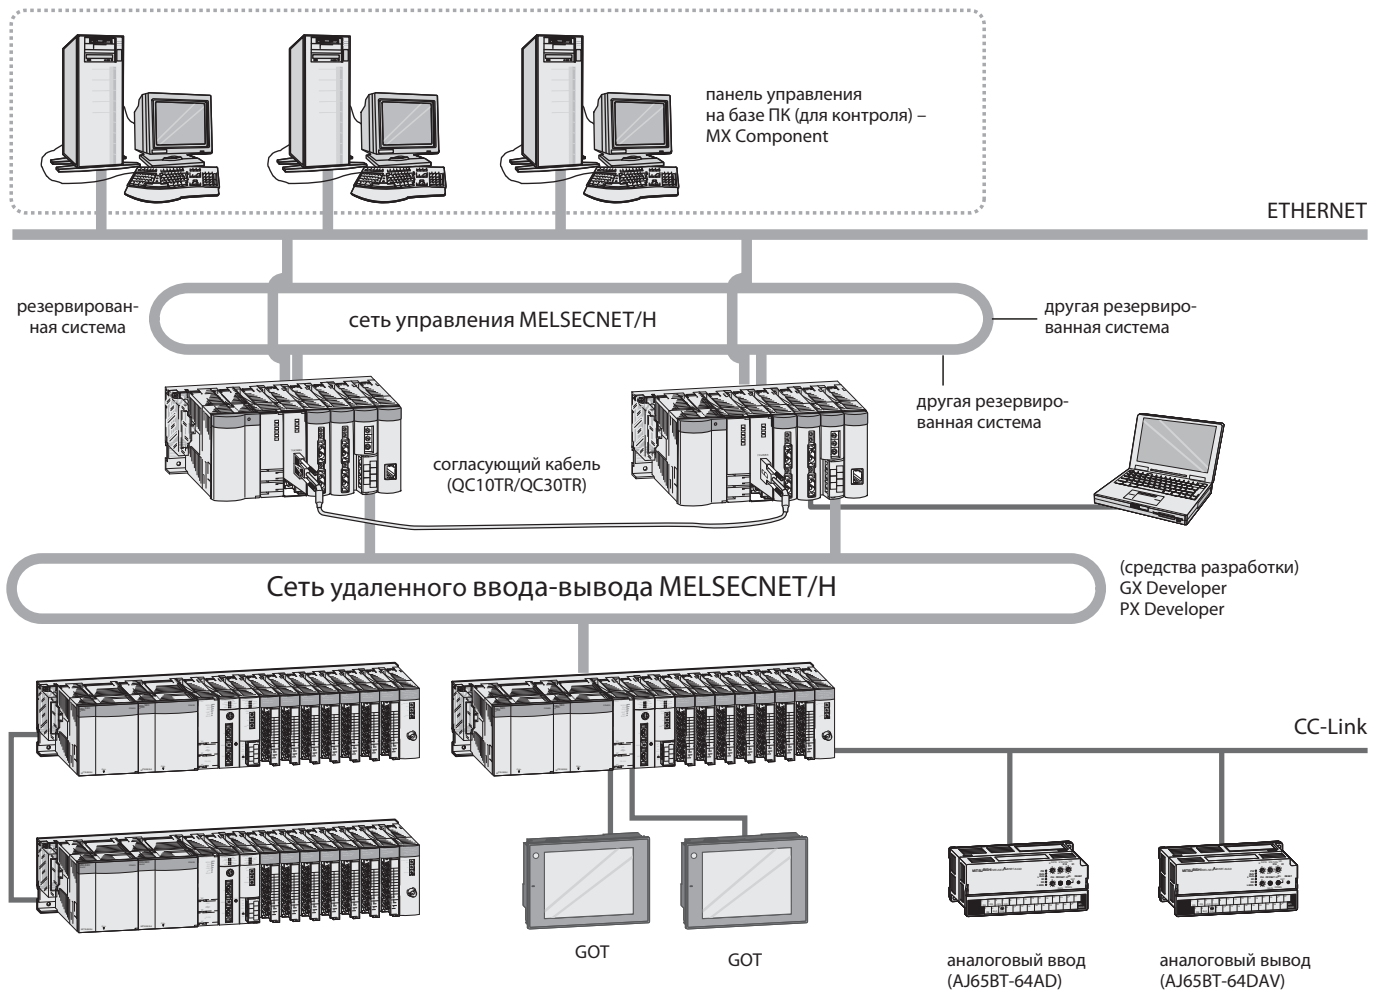 панель управления
на базе ПК (для контроля) –
MX Component
ETHERNET
резервирован-
ная система
сеть управления MELSECNET/H
другая резервиро-
ванная система
другая резервиро-
ванная система
согласующий кабель
(QC10TR/QC30TR)
Сеть удаленного ввода-вывода MELSECNET/H
(средства разработки)
GX Developer
PX Developer
CC-Link
GOT
GOT
аналоговый ввод
(AJ65BT-64AD)
аналоговый вывод
(AJ65BT-64DAV)